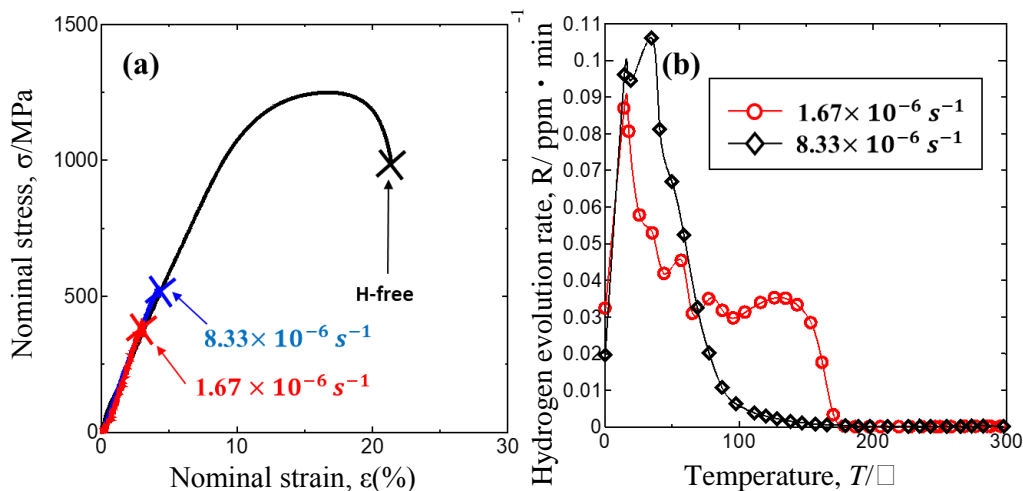 (a)
1500
1000
500
0
0
10
20
30
Nominal stress, σ/MPa
Nominal strain, ε(%)
H-free
8.33× 10⁻⁶ s⁻¹
1.67 × 10⁻⁶ s⁻¹
(b)
0.11
0.1
0.09
0.08
0.07
0.06
0.05
0.04
0.03
0.02
0.01
0
0
100
200
300
Hydrogen evolution rate, R/ ppm・min⁻¹
Temperature, T/□
1.67× 10⁻⁶ s⁻¹
8.33× 10⁻⁶ s⁻¹